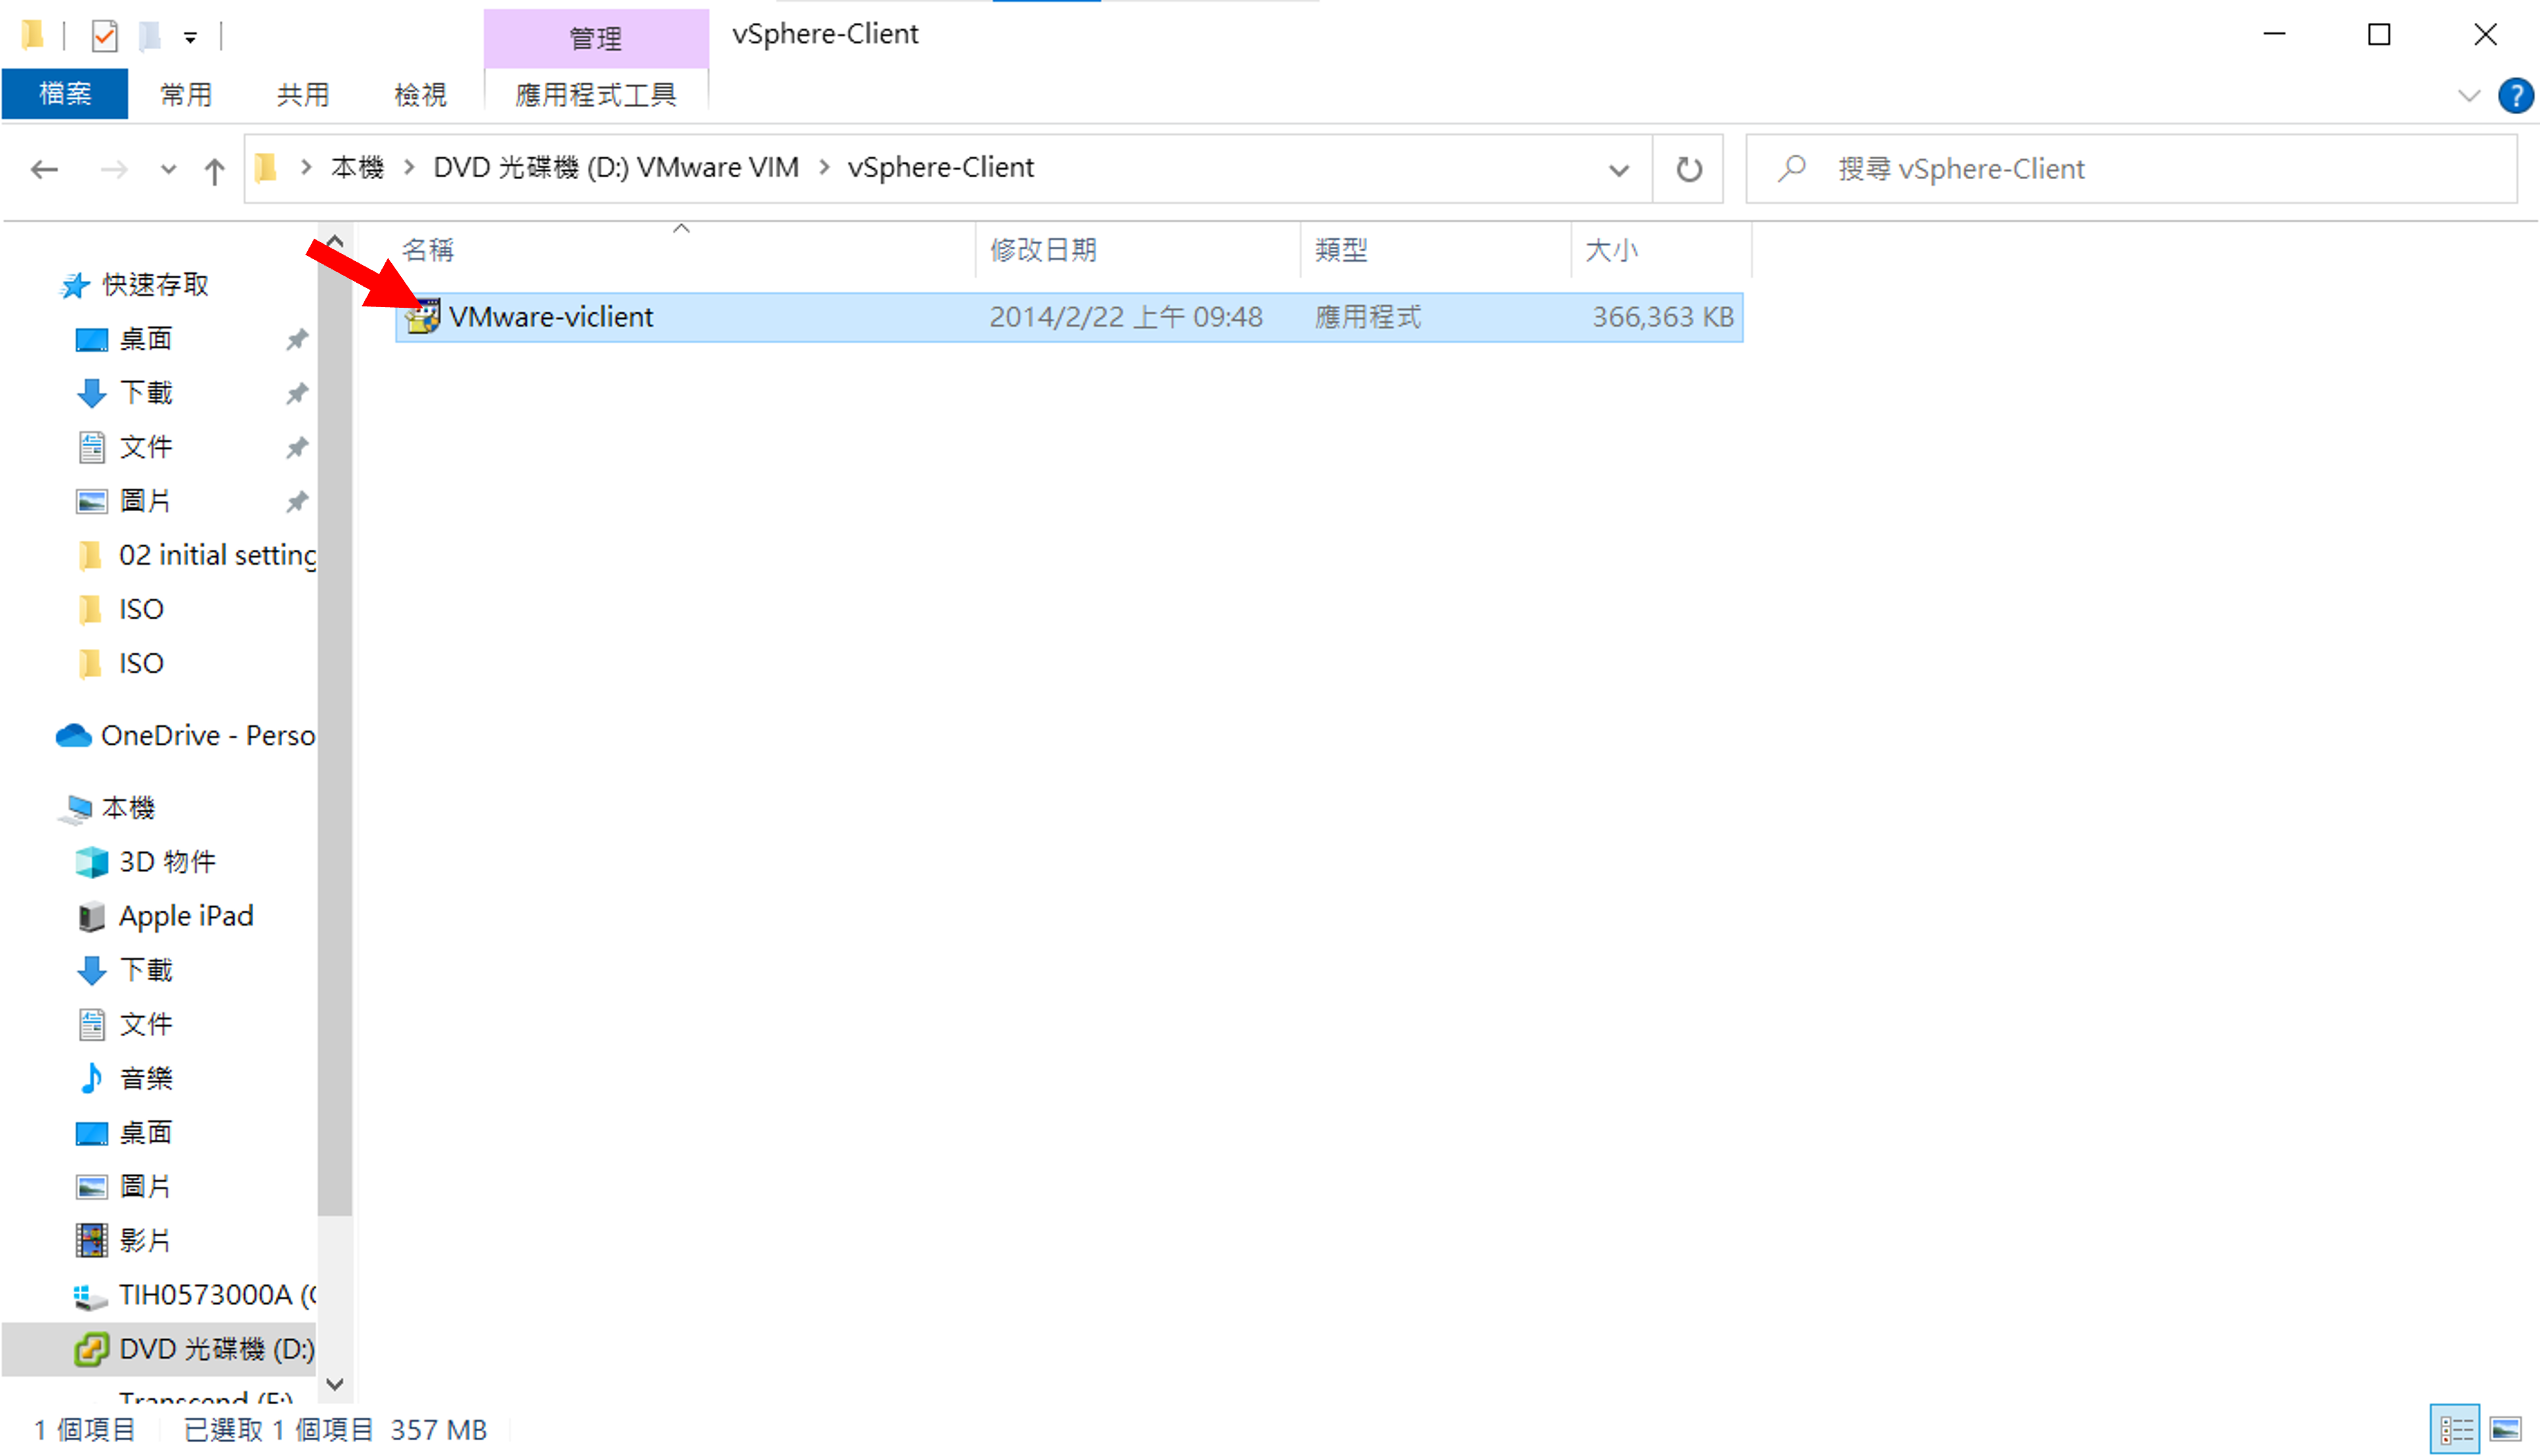 管理
vSphere-Client
檔案
常用
共用
檢視
應用程式工具
?
本機
DVD 光碟機 (D:) VMware VIM
vSphere-Client
搜尋 vSphere-Client
名稱
修改日期
類型
大小
VMware-viclient
2014/2/22 上午 09:48
應用程式
366,363 KB
快速存取
桌面
下載
文件
圖片
02 initial setting
ISO
ISO
OneDrive - Perso
本機
3D 物件
Apple iPad
下載
文件
音樂
桌面
圖片
影片
TIH0573000A (C
DVD 光碟機 (D:)
Transcend (F:)
1 個項目
已選取 1 個項目 357 MB